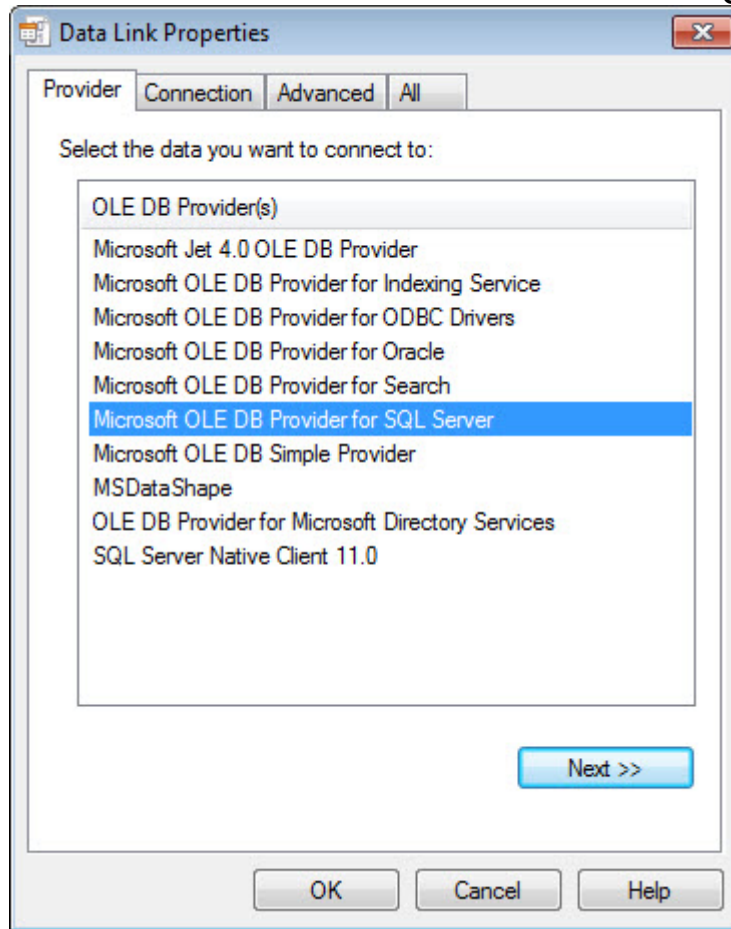 Data Link Properties
Provider Connection Advanced All
Select the data you want to connect to:
OLE DB Provider(s)
Microsoft Jet 4.0 OLE DB Provider
Microsoft OLE DB Provider for Indexing Service
Microsoft OLE DB Provider for ODBC Drivers
Microsoft OLE DB Provider for Oracle
Microsoft OLE DB Provider for Search
Microsoft OLE DB Provider for SQL Server
Microsoft OLE DB Simple Provider
MSDataShape
OLE DB Provider for Microsoft Directory Services
SQL Server Native Client 11.0
Next >>
OK Cancel Help